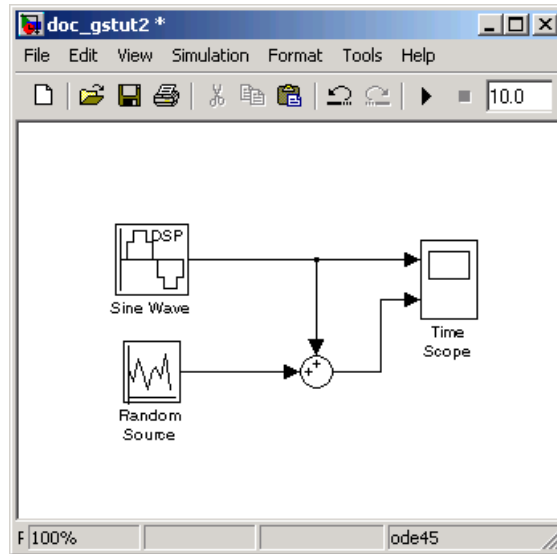 doc_gstut2 *
File Edit View Simulation Format Tools Help
10.0
DSP
Sine Wave
Time
Scope
+
+
Random
Source
F 100% ode45